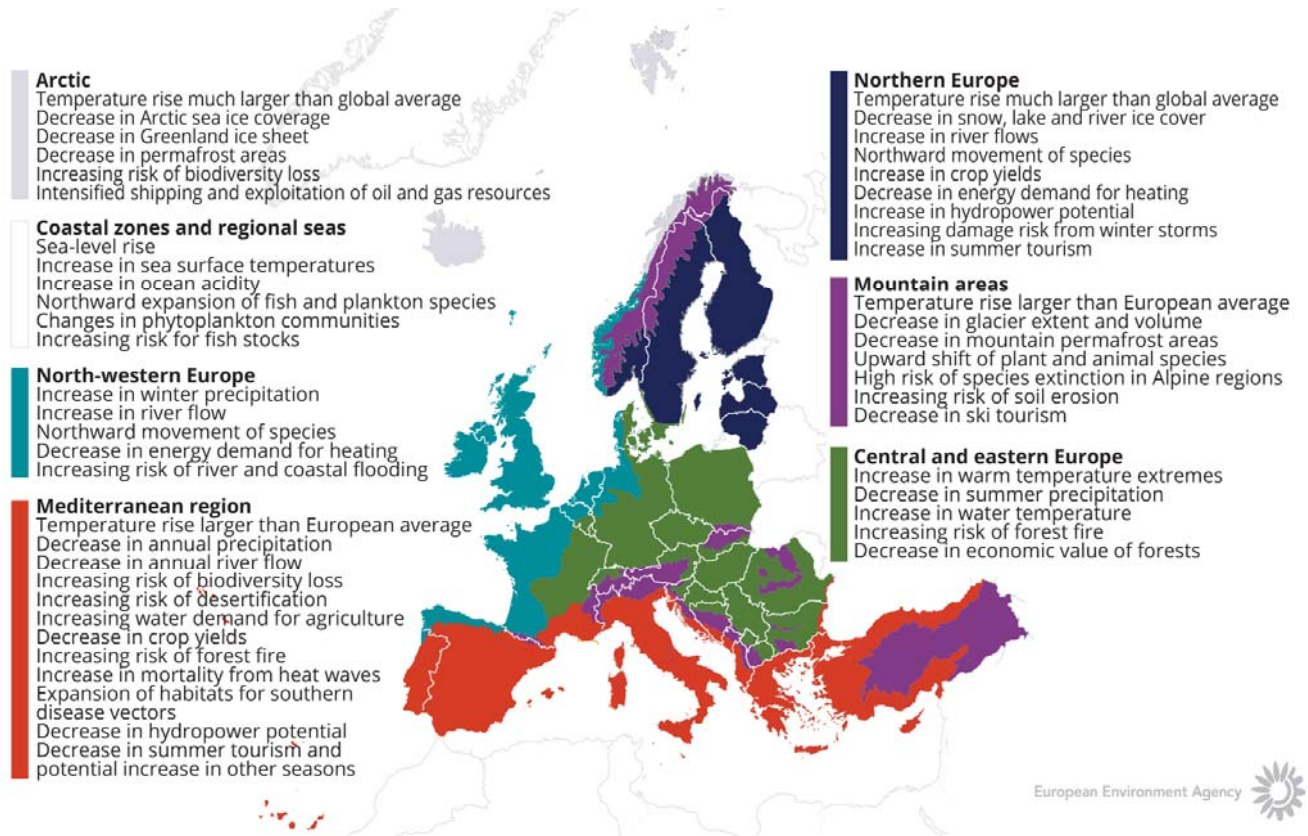 Arctic
Temperature rise much larger than global average
Decrease in Arctic sea ice coverage
Decrease in Greenland ice sheet
Decrease in permafrost areas
Increasing risk of biodiversity loss
Intensified shipping and exploitation of oil and gas resources
Coastal zones and regional seas
Sea-level rise
Increase in sea surface temperatures
Increase in ocean acidity
Northward expansion of fish and plankton species
Changes in phytoplankton communities
Increasing risk for fish stocks
North-western Europe
Increase in winter precipitation
Increase in river flow
Northward movement of species
Decrease in energy demand for heating
Increasing risk of river and coastal flooding
Mediterranean region
Temperature rise larger than European average
Decrease in annual precipitation
Decrease in annual river flow
Increasing risk of biodiversity loss
Increasing risk of desertification
Increasing water demand for agriculture
Decrease in crop yields
Increasing risk of forest fire
Increase in mortality from heat waves
Expansion of habitats for southern
disease vectors
Decrease in hydropower potential
Decrease in summer tourism and
potential increase in other seasons
Northern Europe
Temperature rise much larger than global average
Decrease in snow, lake and river ice cover
Increase in river flows
Northward movement of species
Increase in crop yields
Decrease in energy demand for heating
Increase in hydropower potential
Increasing damage risk from winter storms
Increase in summer tourism
Mountain areas
Temperature rise larger than European average
Decrease in glacier extent and volume
Decrease in mountain permafrost areas
Upward shift of plant and animal species
High risk of species extinction in Alpine regions
Increasing risk of soil erosion
Decrease in ski tourism
Central and eastern Europe
Increase in warm temperature extremes
Decrease in summer precipitation
Increase in water temperature
Increasing risk of forest fire
Decrease in economic value of forests
European Environment Agency